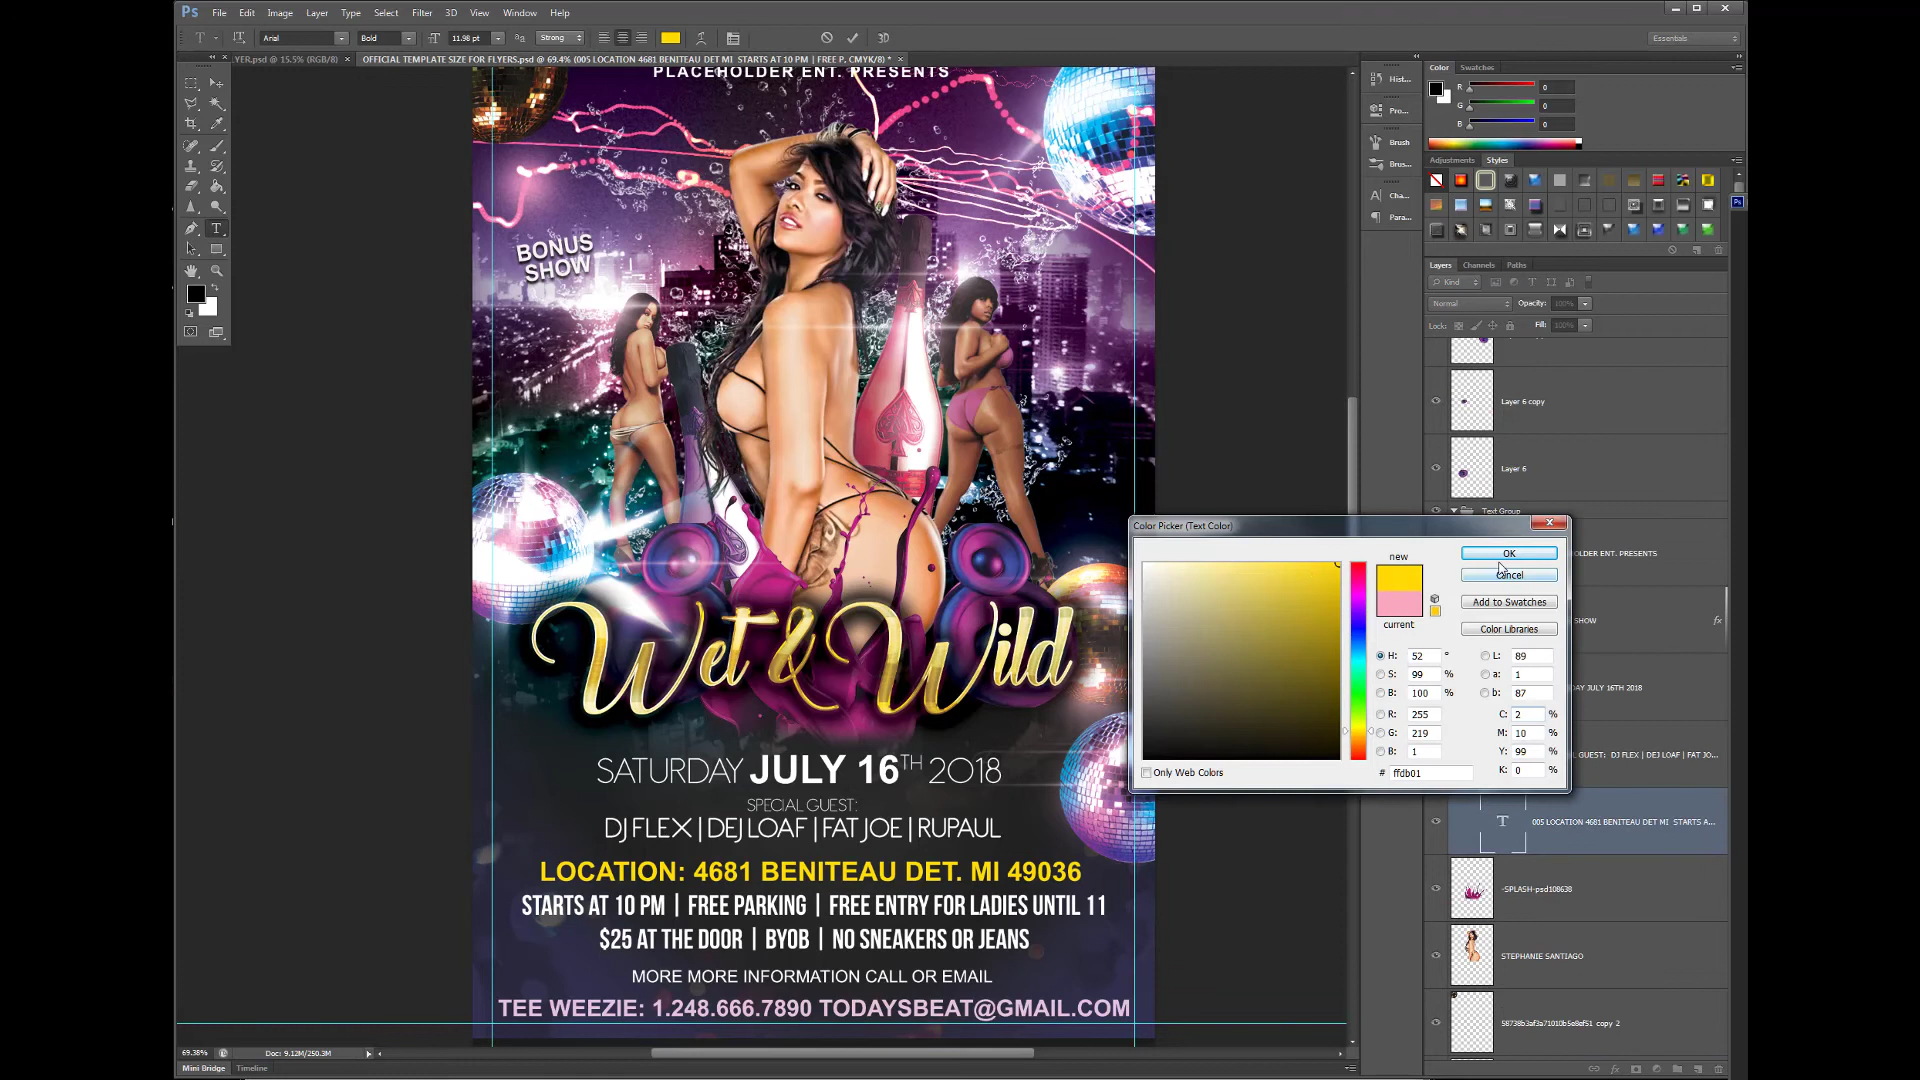 Ps File Edit Image Layer Type Select Filter 3D View Window Help
T Arial Bold 11.98 pt Strong 3D Essentials
YER.psd @ 15.5% (RGB/8) × OFFICIAL TEMPLATE SIZE FOR FLYERS.psd @ 69.4% (005 LOCATION 4681 BENITEAU DET MI STARTS AT 10 PM | FREE P, CMYK/8) * ×
PLACEHOLDER ENT. PRESENTS
BONUS
SHOW
Wet & Wild
SATURDAY JULY 16TH 2018
SPECIAL GUEST:
DJ FLEX | DEJ LOAF | FAT JOE | RUPAUL
LOCATION: 4681 BENITEAU DET. MI 49036
STARTS AT 10 PM | FREE PARKING | FREE ENTRY FOR LADIES UNTIL 11
$25 AT THE DOOR | BYOB | NO SNEAKERS OR JEANS
MORE MORE INFORMATION CALL OR EMAIL
TEE WEEZIE: 1.248.666.7890 TODAYSBEAT@GMAIL.COM
69.38% Doc: 9.12M/250.3M
Mini Bridge Timeline
Hist...
Pro...
Brush
Brus...
Cha...
Para...
Color Swatches
R 0
G 0
B 0
Adjustments Styles
Layers Channels Paths
Kind
Normal Opacity: 100%
Lock: Fill: 100%
Layer 6 copy
Layer 6
Text Group
HOLDER ENT. PRESENTS
SHOW fx
DAY JULY 16TH 2018
GUEST: DJ FLEX | DEJ LOAF | FAT JO...
005 LOCATION 4681 BENITEAU DET MI STARTS A...
-SPLASH-psd108638
STEPHANIE SANTIAGO
58738b3af3a71010b5e8ef51 copy 2
Color Picker (Text Color)
new
current
OK
Cancel
Add to Swatches
Color Libraries
H: 52 ° L: 89
S: 99 % a: 1
B: 100 % b: 87
R: 255 C: 2 %
G: 219 M: 10 %
B: 1 Y: 99 %
# ffdb01 K: 0 %
Only Web Colors